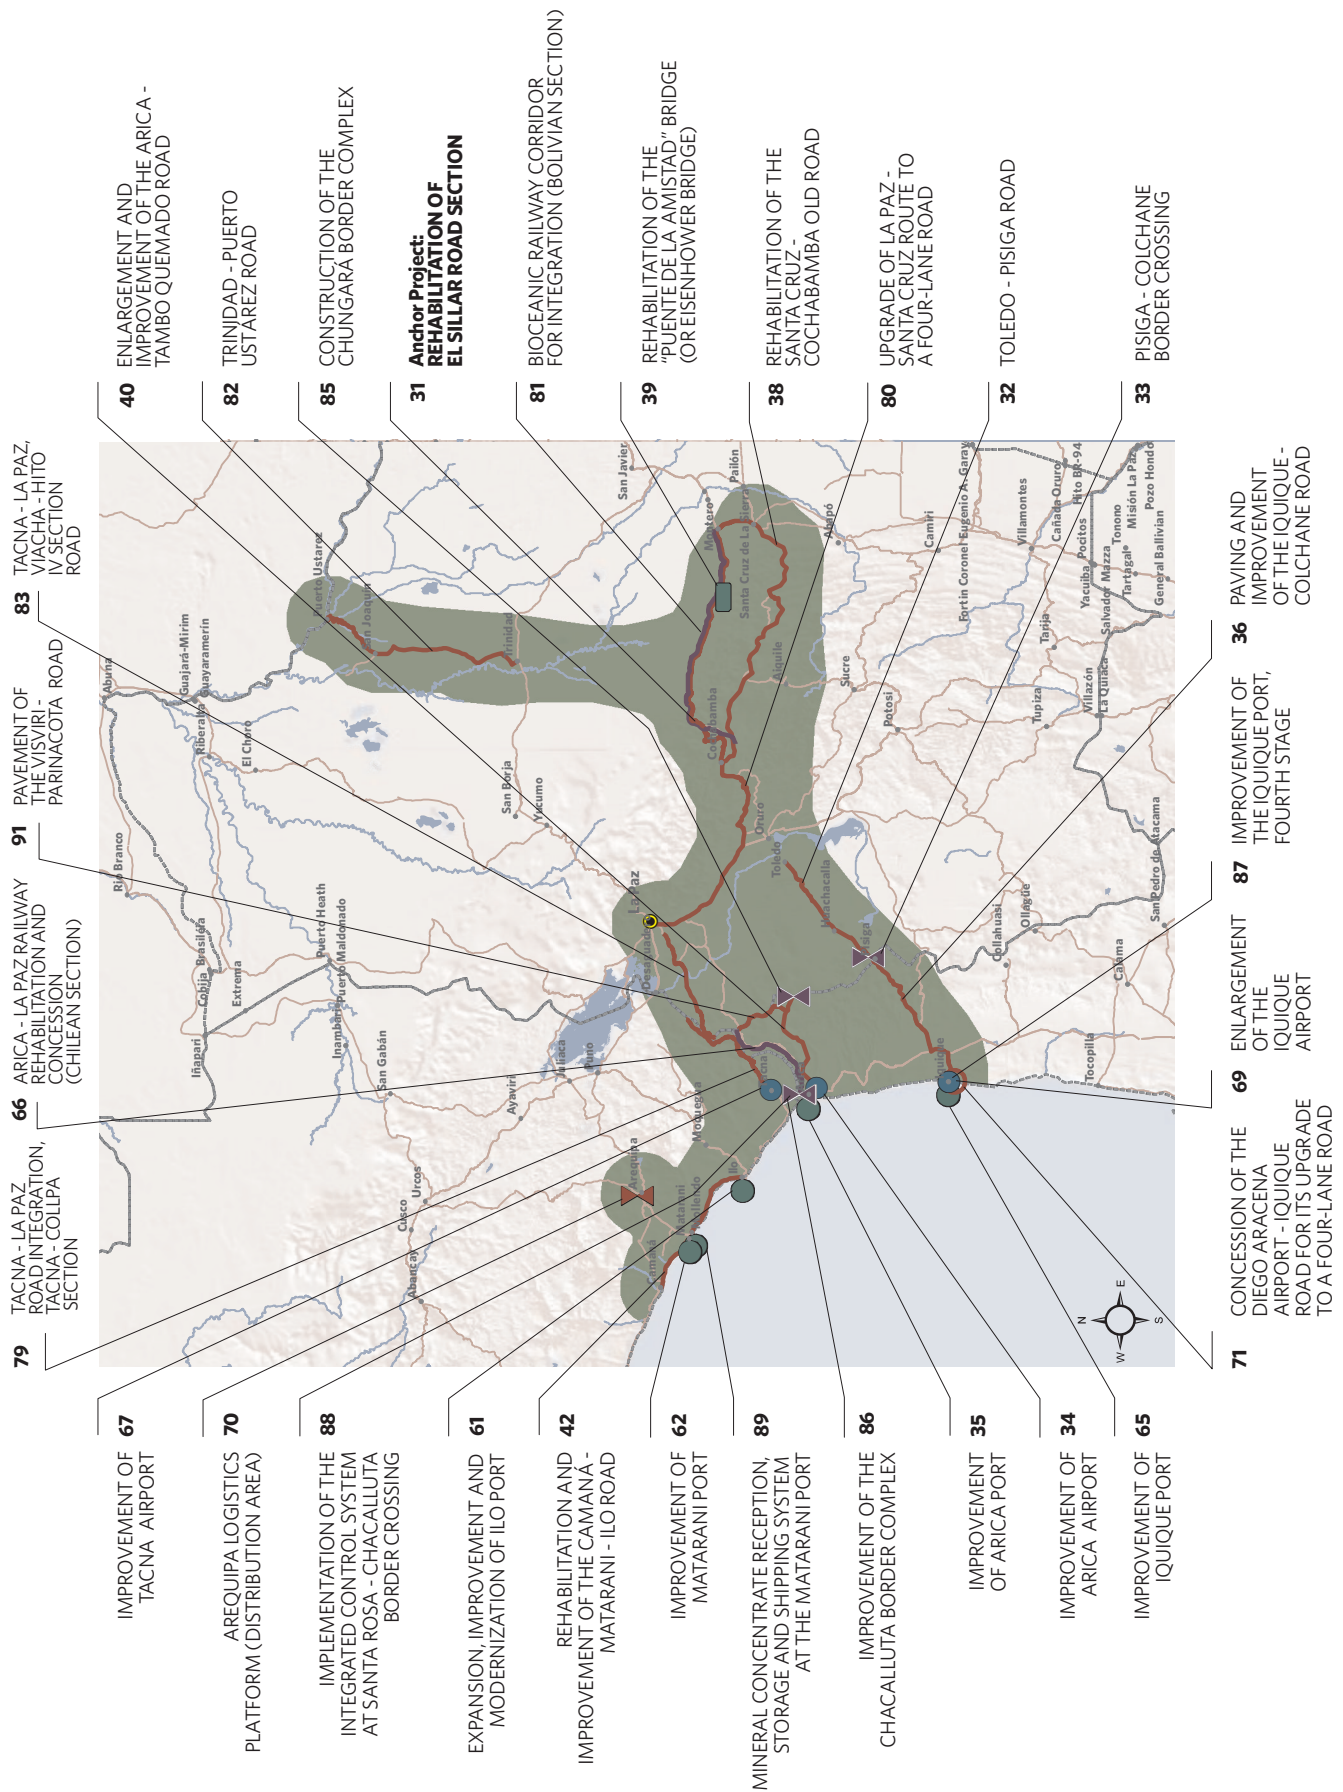 79 TACNA - LA PAZ
ROAD INTEGRATION,
TACNA - COLLPA
SECTION
66 ARICA - LA PAZ RAILWAY
REHABILITATION AND
CONCESSION
(CHILEAN SECTION)
91 PAVEMENT OF
THE VISVIRI -
PARINACOTA ROAD
83 TACNA - LA PAZ,
VIACHA - HITO
IV SECTION
ROAD
IMPROVEMENT OF 67
TACNA AIRPORT
AREQUIPA LOGISTICS 70
PLATFORM (DISTRIBUTION AREA)
IMPLEMENTATION OF THE 88
INTEGRATED CONTROL SYSTEM
AT SANTA ROSA - CHACALLUTA
BORDER CROSSING
EXPANSION, IMPROVEMENT AND 61
MODERNIZATION OF ILO PORT
REHABILITATION AND 42
IMPROVEMENT OF THE CAMANÁ -
MATARANI - ILO ROAD
IMPROVEMENT OF 62
MATARANI PORT
MINERAL CONCENTRATE RECEPTION, 89
STORAGE AND SHIPPING SYSTEM
AT THE MATARANI PORT
IMPROVEMENT OF THE 86
CHACALLUTA BORDER COMPLEX
IMPROVEMENT 35
OF ARICA PORT
IMPROVEMENT OF 34
ARICA AIRPORT
IMPROVEMENT OF 65
IQUIQUE PORT
40 ENLARGEMENT AND
IMPROVEMENT OF THE ARICA -
TAMBO QUEMADO ROAD
82 TRINIDAD - PUERTO
USTÁREZ ROAD
85 CONSTRUCTION OF THE
CHUNGARÁ BORDER COMPLEX
31 Anchor Project:
REHABILITATION OF
EL SILLAR ROAD SECTION
81 BIOCEANIC RAILWAY CORRIDOR
FOR INTEGRATION (BOLIVIAN SECTION)
39 REHABILITATION OF THE
"PUENTE DE LA AMISTAD" BRIDGE
(OR EISENHOWER BRIDGE)
38 REHABILITATION OF THE
SANTA CRUZ -
COCHABAMBA OLD ROAD
80 UPGRADE OF LA PAZ -
SANTA CRUZ ROUTE TO
A FOUR-LANE ROAD
32 TOLEDO - PISIGA ROAD
33 PISIGA - COLCHANE
BORDER CROSSING
71 CONCESSION OF THE
DIEGO ARACENA
AIRPORT - IQUIQUE
ROAD FOR ITS UPGRADE
TO A FOUR-LANE ROAD
69 ENLARGEMENT
OF THE
IQUIQUE
AIRPORT
87 IMPROVEMENT OF
THE IQUIQUE PORT,
FOURTH STAGE
36 PAVING AND
IMPROVEMENT
OF THE IQUIQUE -
COLCHANE ROAD
Abuná
Rio Branco
Guajará-Mirim
Guayaramerín
Riberalta
El Choro
Iñapari
Cobija
Brasiléia
Extrema
Puerto Heath
Puerto Maldonado
Inambari
San Gabán
Puerto Ustarez
San Joaquín
Trinidad
San Borja
Yucumo
Cusco
Urcos
Abancay
Ayaviri
Juliaca
Puno
San Javier
Arequipa
Moquegua
Camaná
Matarani
Mollendo
Ilo
Tacna
Desaguadero
La Paz
Montero
Pailón
Santa Cruz de La Sierra
Cochabamba
Aiquile
Abapó
Oruro
Toledo
Huachacalla
Pisiga
Iquique
Sucre
Potosi
Camiri
Fortin Coronel Eugenio A. Garay
Villamontes
Cañada Oruro
Hito BR-94
Tarija
Tupiza
Villazón
La Quiaca
Yacuiba
Pocitos
Salvador Mazza
Tonono
Misión La Paz
Tartagal
Pozo Hondo
General Ballivian
Collahuasi
Ollagüe
Calama
San Pedro de Atacama
Tocopilla
N
W
E
S